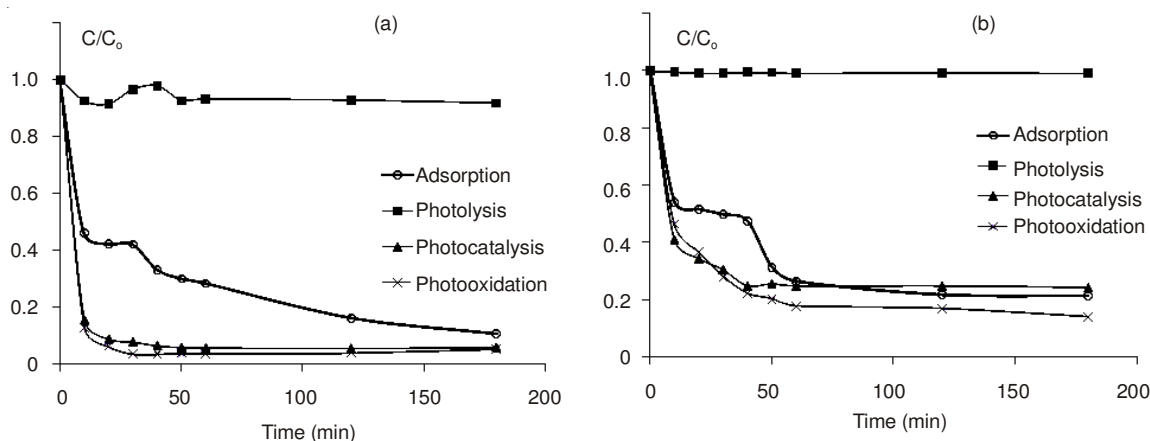 (a)
C/Co
1.0
0.8
0.6
0.4
0.2
0
Adsorption
Photolysis
Photocatalysis
Photooxidation
0 50 100 150 200
Time (min)
(b)
C/Co
1.0
0.8
0.6
0.4
0.2
0
Adsorption
Photolysis
Photocatalysis
Photooxidation
0 50 100 150 200
Time (min)